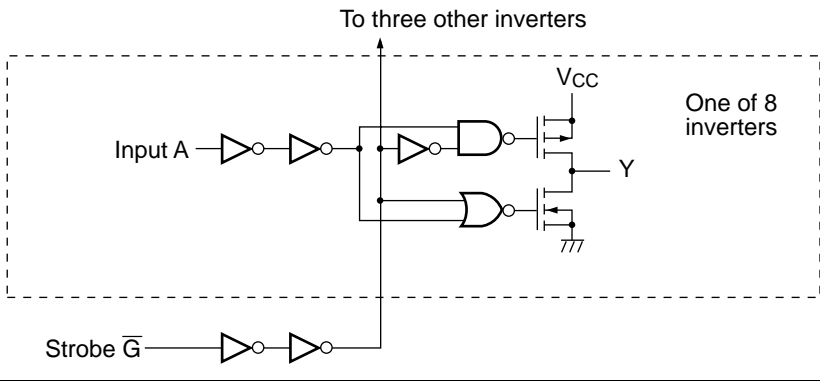 To three other inverters
VCC
One of 8
inverters
Input A
Y
Strobe G̅